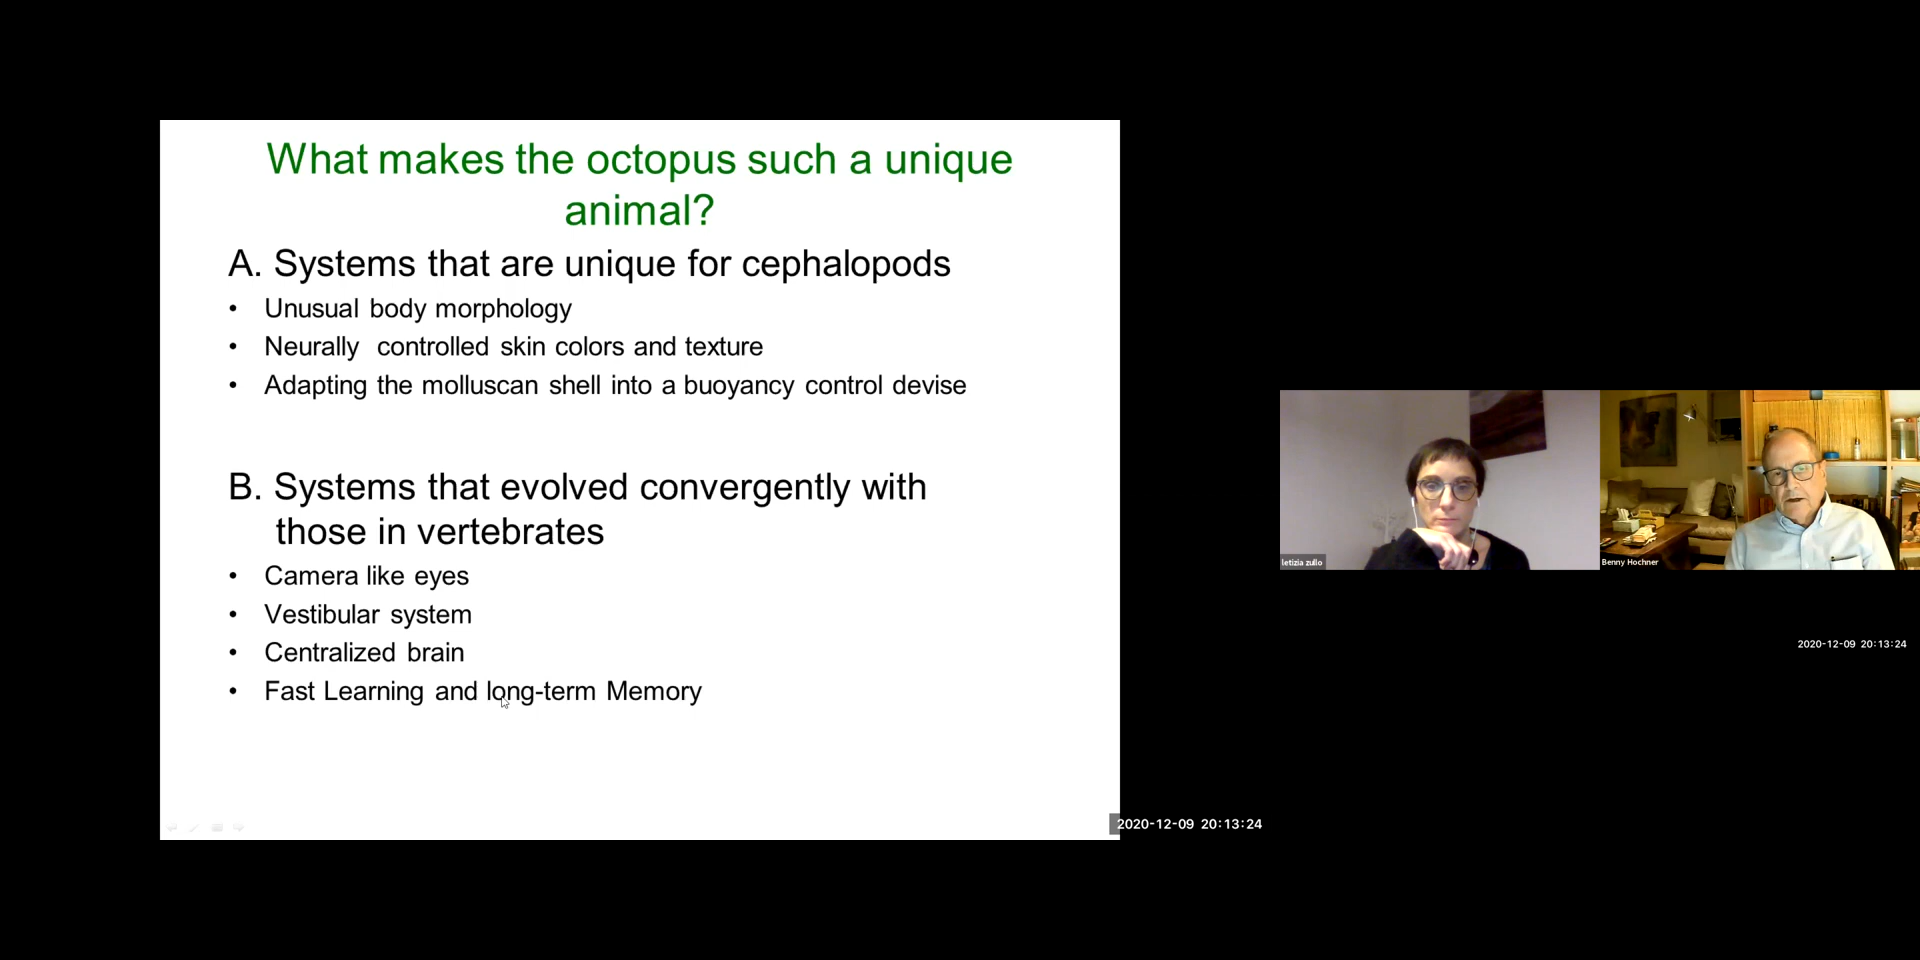 What makes the octopus such a unique
animal?
A. Systems that are unique for cephalopods
• Unusual body morphology
• Neurally controlled skin colors and texture
• Adapting the molluscan shell into a buoyancy control devise
B. Systems that evolved convergently with
those in vertebrates
• Camera like eyes
• Vestibular system
• Centralized brain
• Fast Learning and long-term Memory
letizia zullo
Benny Hochner
2020-12-09 20:13:24
2020-12-09 20:13:24